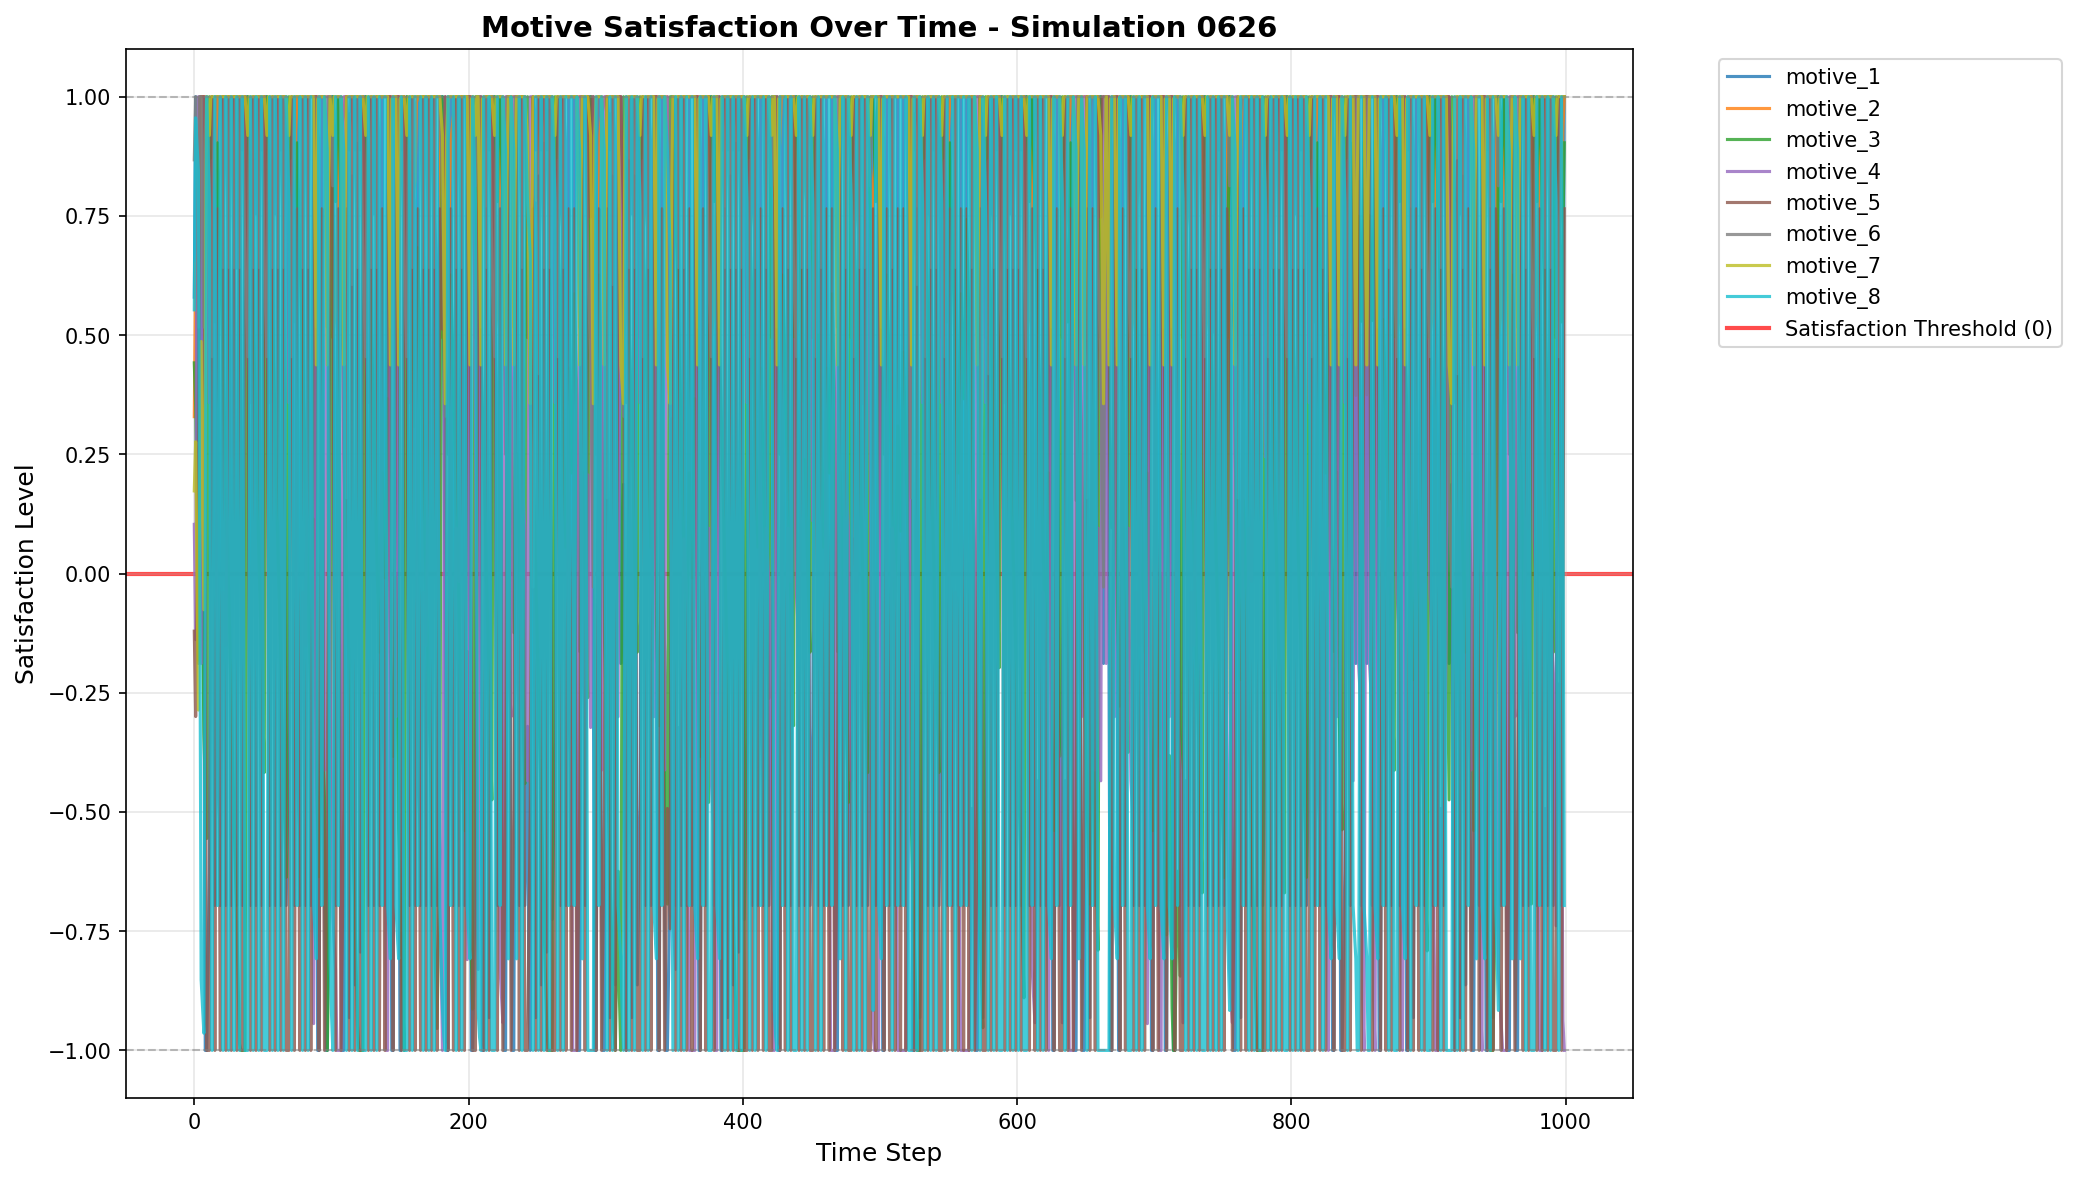 Motive Satisfaction Over Time - Simulation 0626
1.00
0.75
0.50
0.25
0.00
−0.25
−0.50
−0.75
−1.00
Satisfaction Level
0
200
400
600
800
1000
Time Step
motive_1
motive_2
motive_3
motive_4
motive_5
motive_6
motive_7
motive_8
Satisfaction Threshold (0)